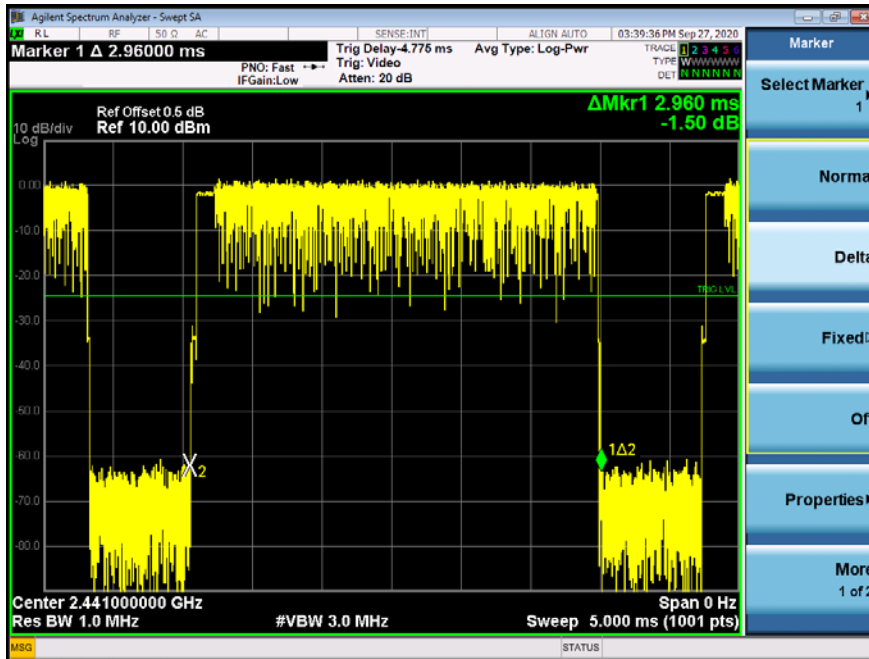 Agilent Spectrum Analyzer - Swept SA
RL RF 50 Ω AC SENSE:INT ALIGN AUTO 03:39:36 PM Sep 27, 2020
Marker 1 Δ 2.96000 ms
PNO: Fast
IFGain:Low
Trig Delay-4.775 ms
Trig: Video
Atten: 20 dB
Avg Type: Log-Pwr
TRACE 1 2 3 4 5 6
TYPE WWWWWW
DET N N N N N N
Marker
Select Marker
1
Norma
Delta
Fixed
Of
Properties
More
1 of 2
ΔMkr1 2.960 ms
-1.50 dB
Ref Offset 0.5 dB
10 dB/div Ref 10.00 dBm
Log
0.00
-10.0
-20.0
TRIG LVL
-30.0
-40.0
-50.0
-60.0
1Δ2
2
-70.0
-80.0
Center 2.441000000 GHz Span 0 Hz
Res BW 1.0 MHz #VBW 3.0 MHz Sweep 5.000 ms (1001 pts)
MSG STATUS